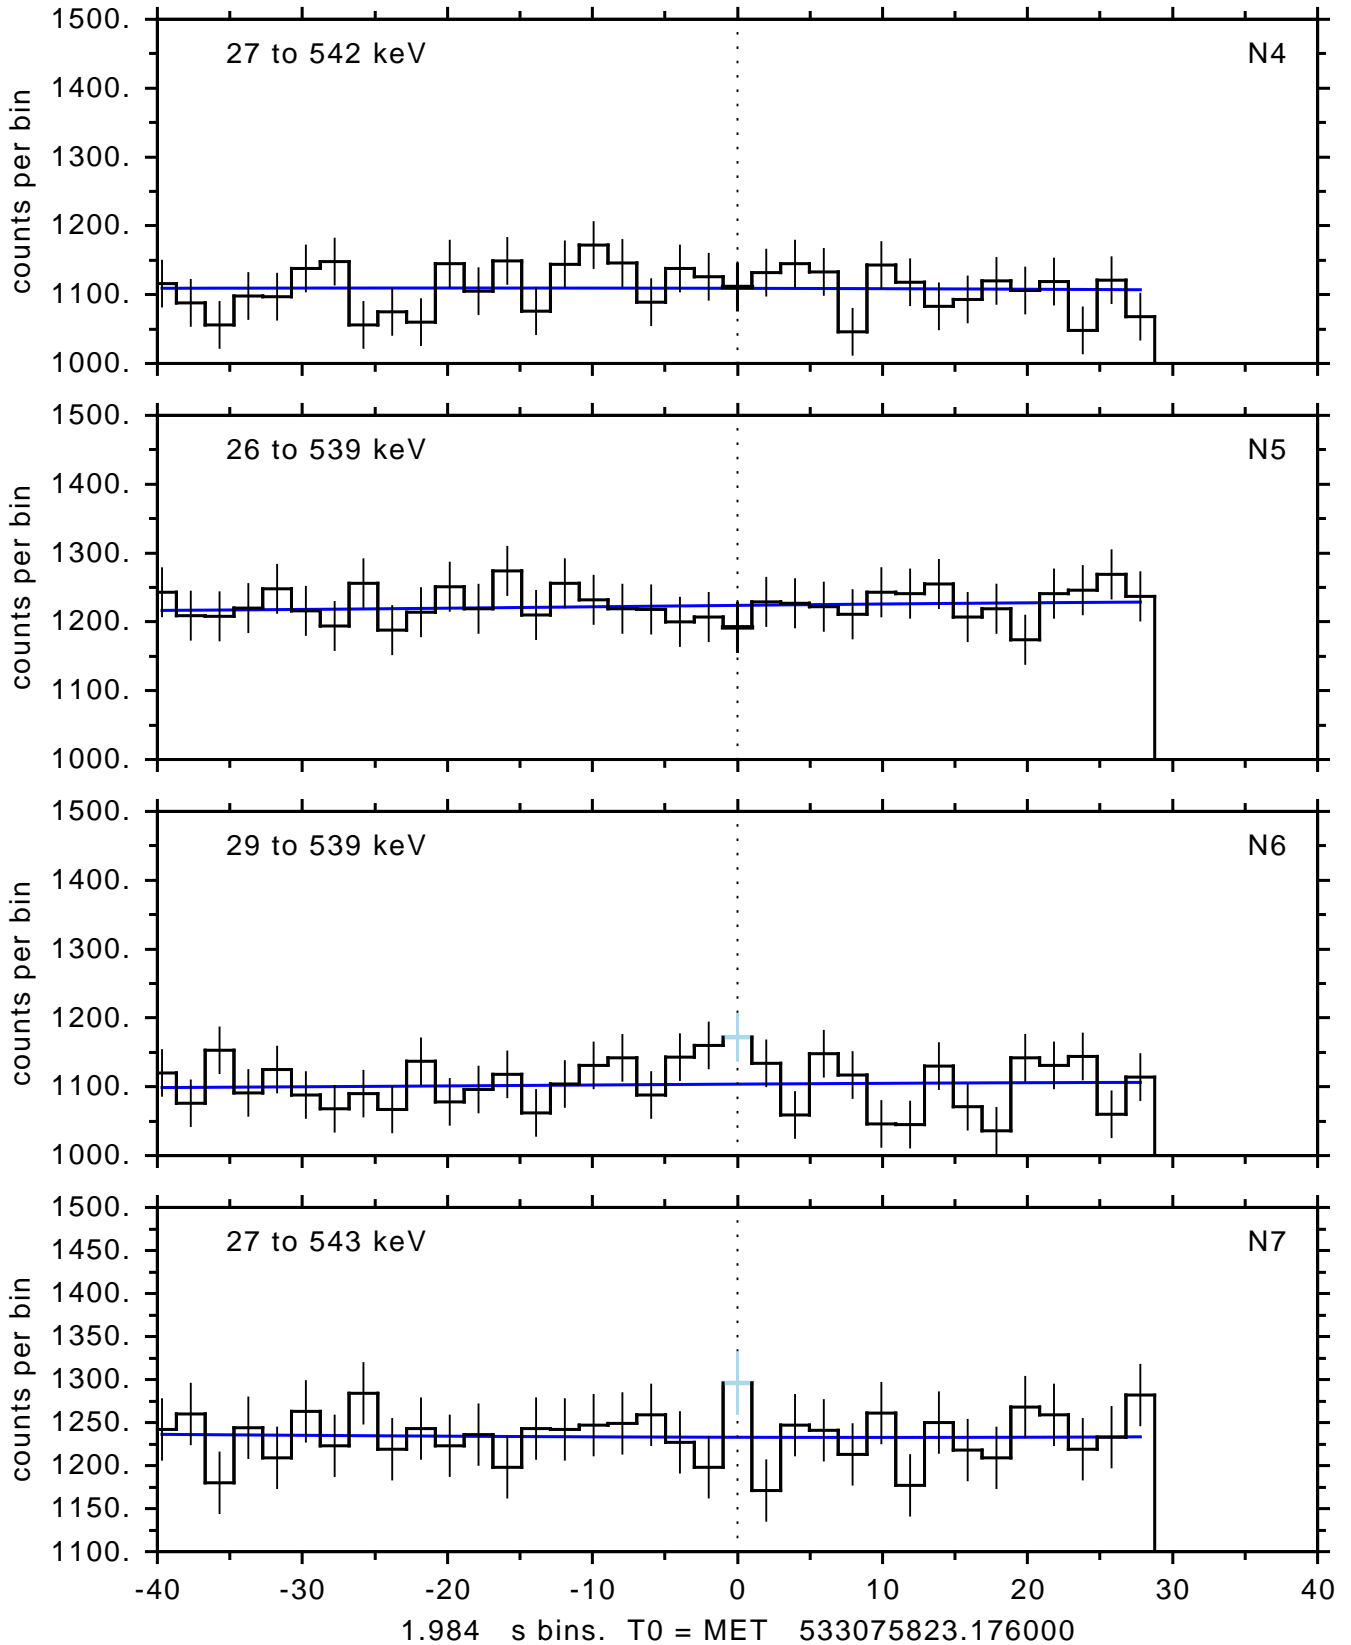 27 to 542 keV N4
1500.
1400.
1300.
1200.
1100.
1000.
counts per bin
26 to 539 keV N5
1500.
1400.
1300.
1200.
1100.
1000.
counts per bin
29 to 539 keV N6
1500.
1400.
1300.
1200.
1100.
1000.
counts per bin
27 to 543 keV N7
1500.
1450.
1400.
1350.
1300.
1250.
1200.
1150.
1100.
counts per bin
-40 -30 -20 -10 0 10 20 30 40
1.984 s bins. T0 = MET 533075823.176000